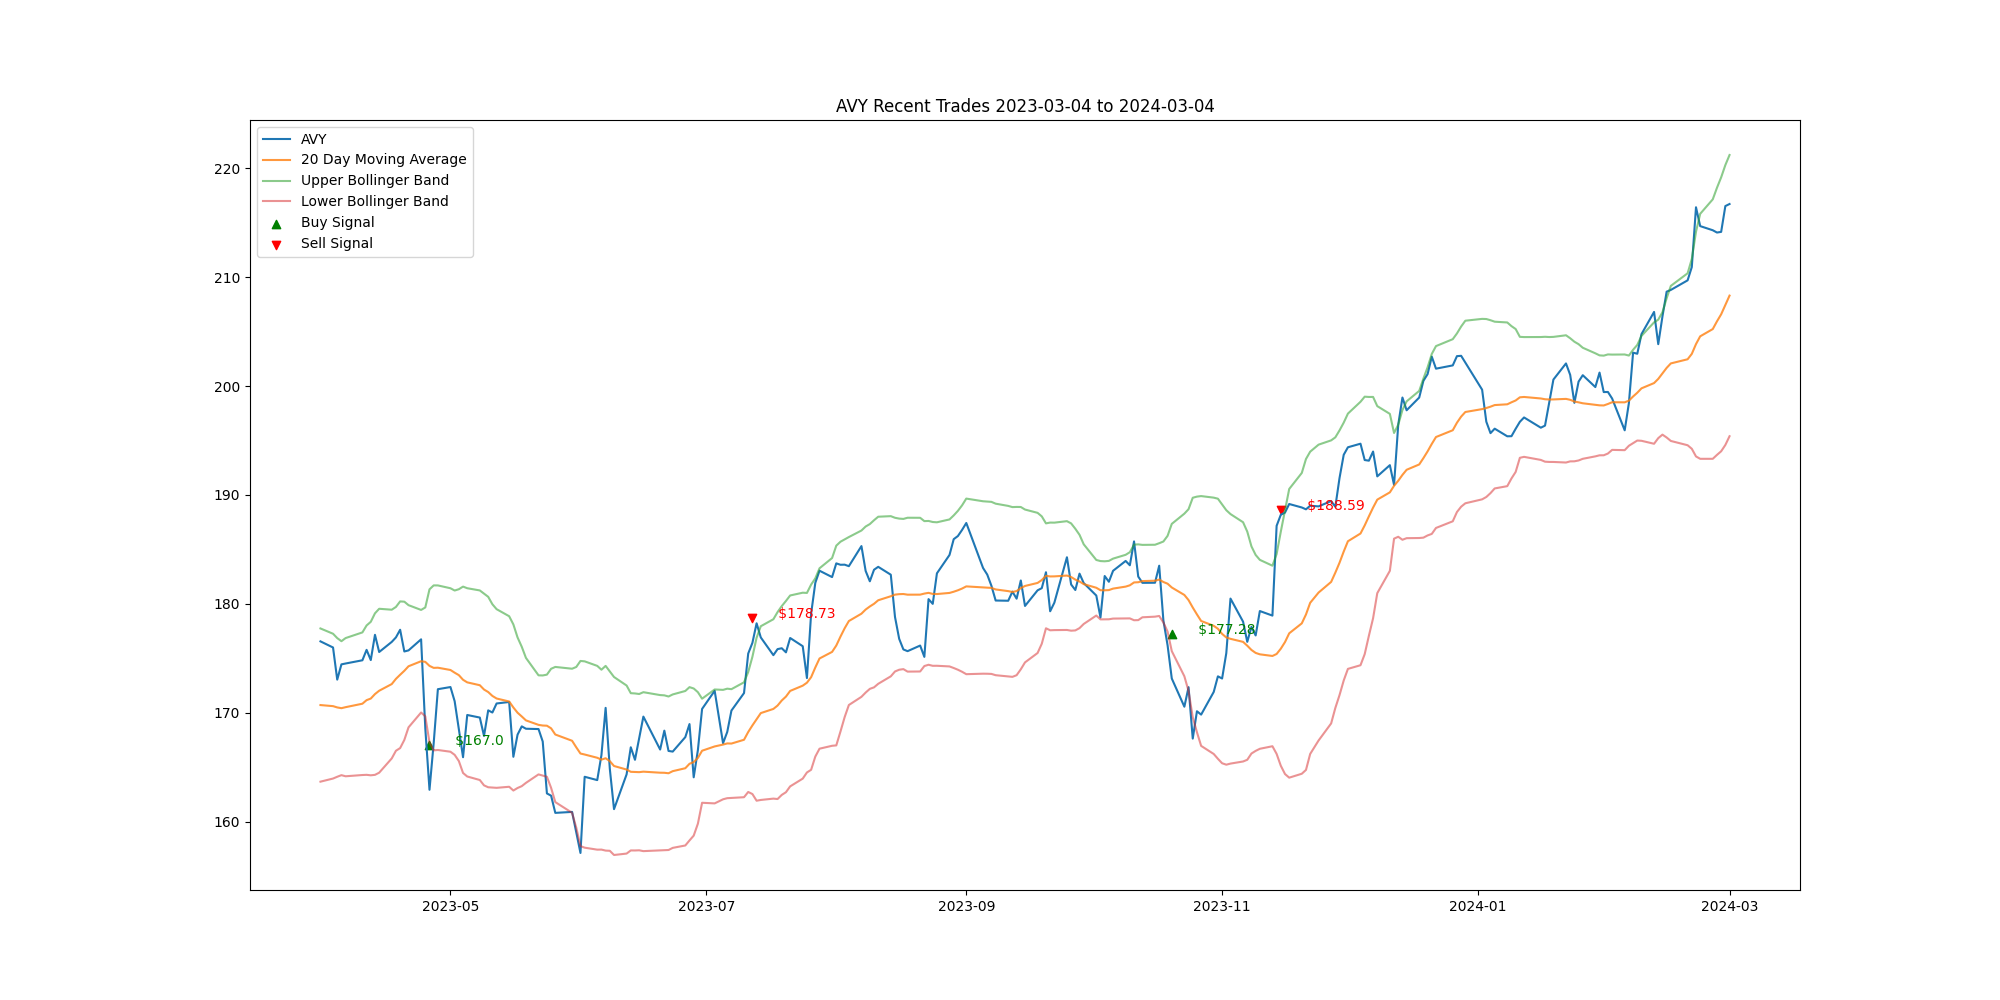 AVY Recent Trades 2023-03-04 to 2024-03-04
AVY
20 Day Moving Average
Upper Bollinger Band
Lower Bollinger Band
Buy Signal
Sell Signal
220
210
200
190
180
170
160
$188.59
$178.73
$177.28
$167.0
2023-05
2023-07
2023-09
2023-11
2024-01
2024-03